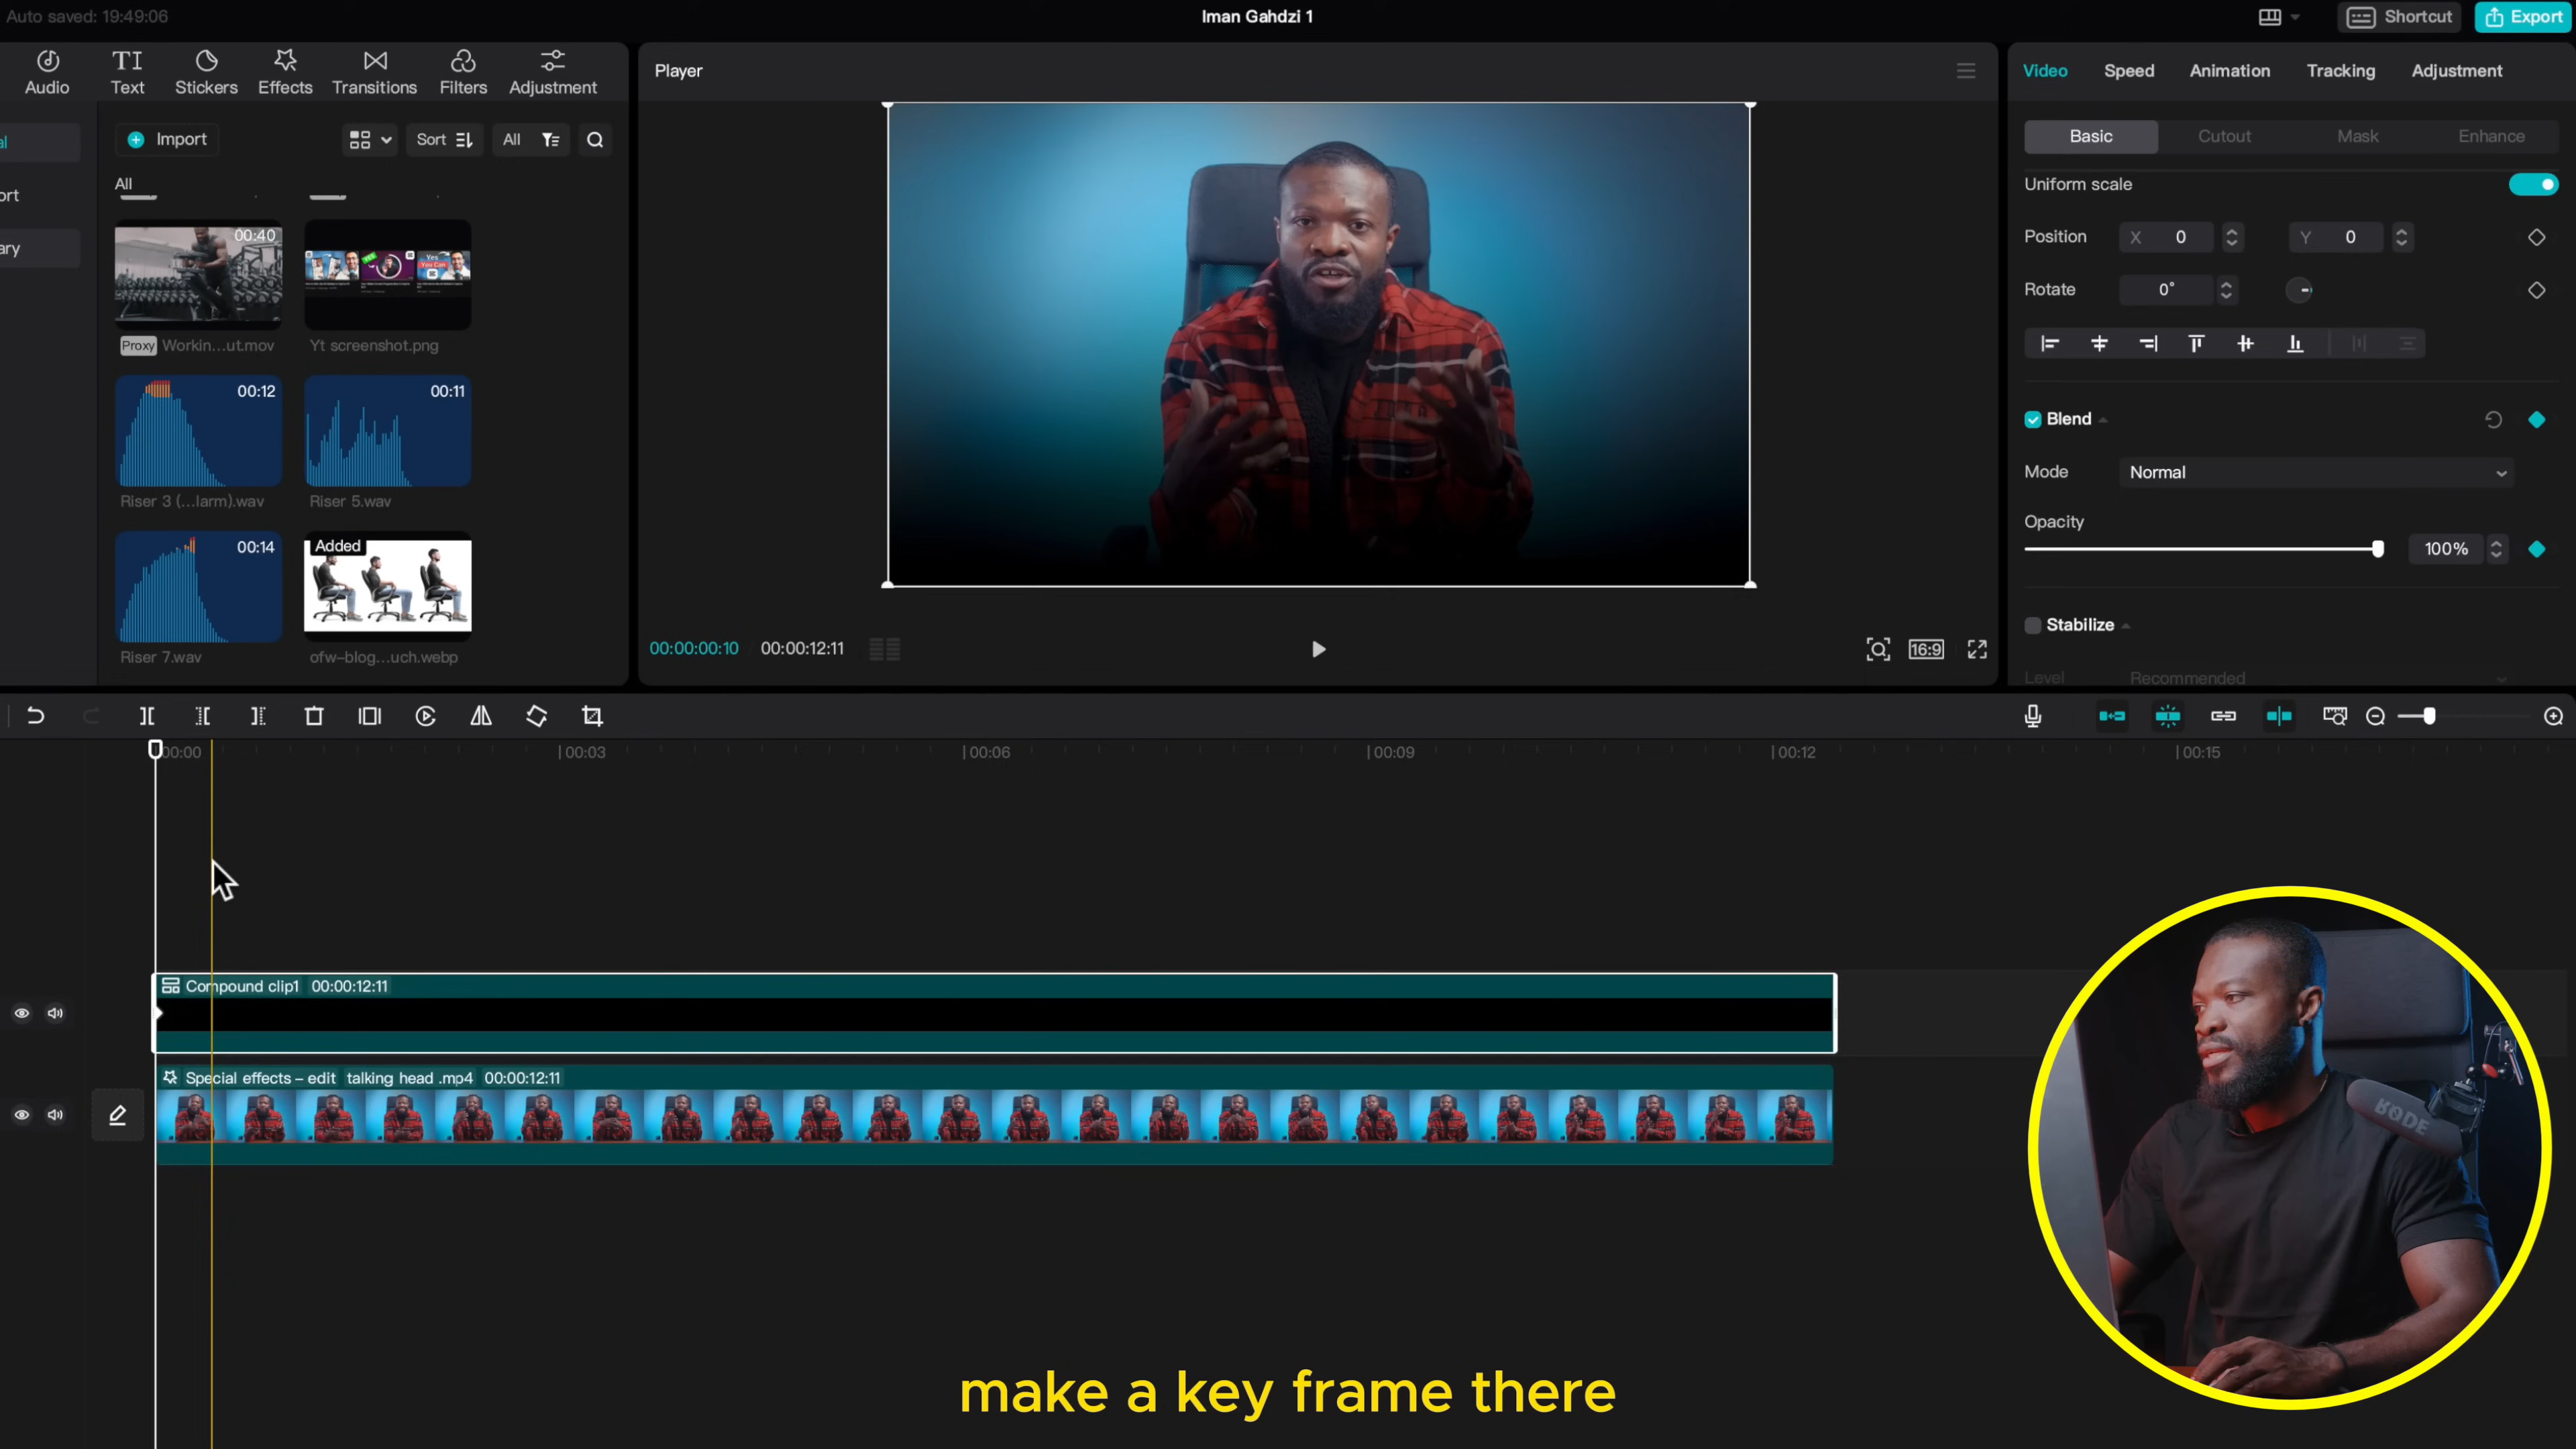 Auto saved: 19:49:06
Iman Gahdzi 1
Shortcut
Export
Audio
Text
Stickers
Effects
Transitions
Filters
Adjustment
Player
Video
Speed
Animation
Tracking
Adjustment
Import
Sort
All
Basic
Cutout
Mask
Enhance
All
Uniform scale
Position
X 0
Y 0
Rotate
0°
00:40
Yes
You Can
YES
Proxy
Workin...ut.mov
Yt screenshot.png
00:12
00:11
Riser 3 (...larm).wav
Riser 5.wav
00:14
Added
Riser 7.wav
ofw-blog...uch.webp
Blend
Mode
Normal
Opacity
100%
Stabilize
Level
Recommended
00:00:00:10
00:00:12:11
16:9
00:00
00:03
00:06
00:09
00:12
00:15
Compound clip1 00:00:12:11
Special effects – edit talking head .mp4 00:00:12:11
RØDE
make a key frame there